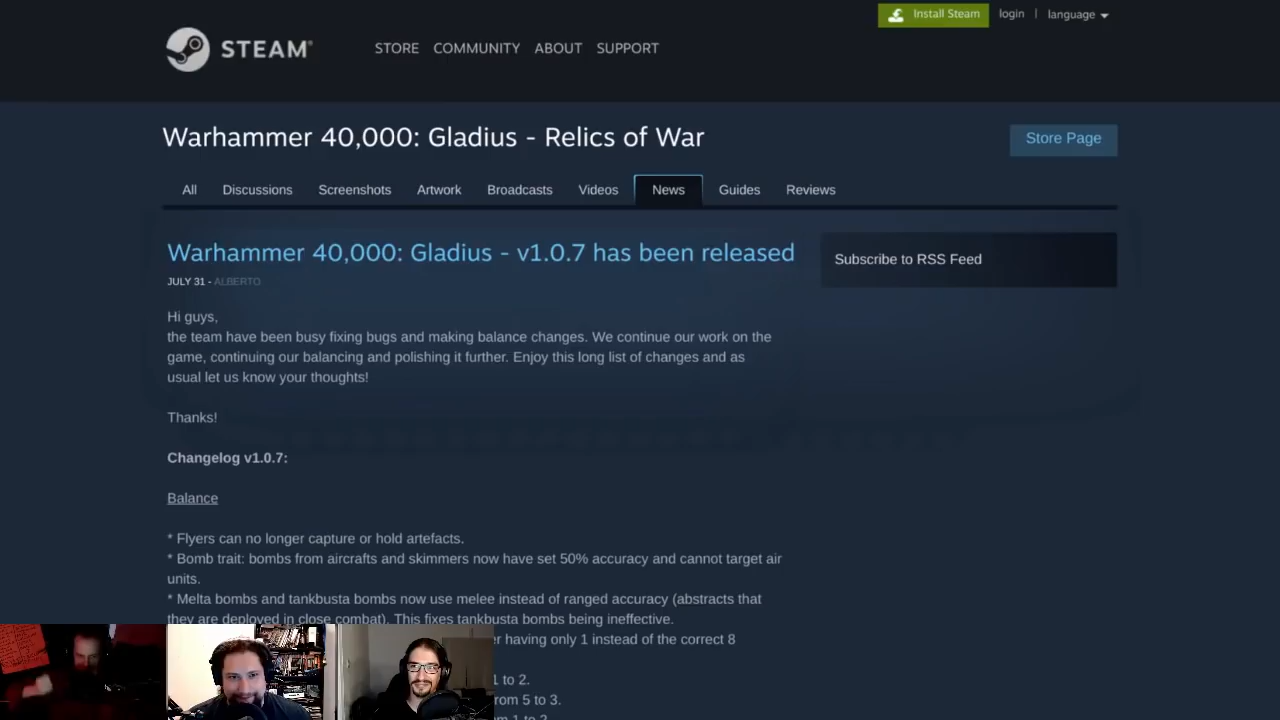 Install Steam
login
language
STEAM®
STORE
COMMUNITY
ABOUT
SUPPORT
Warhammer 40,000: Gladius - Relics of War
Store Page
All
Discussions
Screenshots
Artwork
Broadcasts
Videos
News
Guides
Reviews
Warhammer 40,000: Gladius - v1.0.7 has been released
JULY 31 - ALBERTO
Subscribe to RSS Feed
Hi guys,
the team have been busy fixing bugs and making balance changes. We continue our work on the
game, continuing our balancing and polishing it further. Enjoy this long list of changes and as
usual let us know your thoughts!
Thanks!
Changelog v1.0.7:
Balance
* Flyers can no longer capture or hold artefacts.
* Bomb trait: bombs from aircrafts and skimmers now have set 50% accuracy and cannot target air
units.
* Melta bombs and tankbusta bombs now use melee instead of ranged accuracy (abstracts that
they are deployed in close combat). This fixes tankbusta bombs being ineffective.
having only 1 instead of the correct 8
1 to 2.
from 5 to 3.